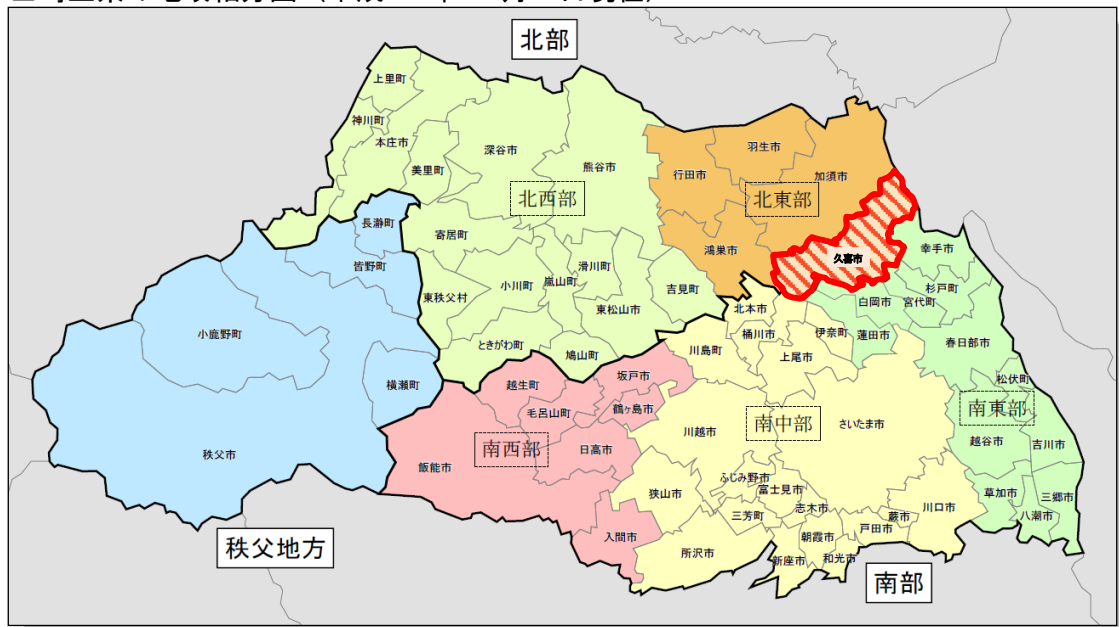 北部
上里町
神川町
本庄市
美里町
深谷市
熊谷市
北西部
寄居町
小川町
嵐山町
滑川町
東秩父村
東松山市
吉見町
ときがわ町
鳩山町
行田市
羽生市
加須市
北東部
鴻巣市
久喜市
長瀞町
皆野町
小鹿野町
横瀬町
秩父市
秩父地方
越生町
坂戸市
毛呂山町
鶴ヶ島市
南西部
日高市
飯能市
入間市
北本市
桶川市
伊奈町
川島町
上尾市
川越市
南中部
さいたま市
ふじみ野市
富士見市
狭山市
三芳町
志木市
所沢市
新座市
朝霞市
和光市
戸田市
蕨市
川口市
南部
幸手市
杉戸町
宮代町
白岡市
蓮田市
春日部市
松伏町
南東部
越谷市
吉川市
草加市
三郷市
八潮市